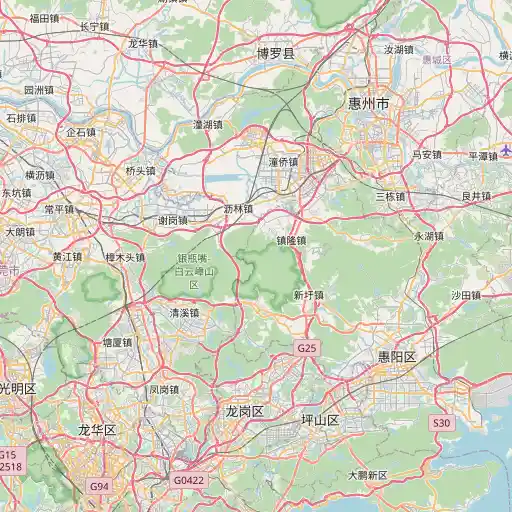 福田镇
长宁镇
龙华镇
博罗县
汝湖镇
惠城区
园洲镇
惠州市
石排镇
企石镇
潼湖镇
马安镇
平潭镇
横沥镇
桥头镇
潼侨镇
东坑镇
三栋镇
良井镇
常平镇
谢岗镇
沥林镇
大朗镇
镇隆镇
永湖镇
黄江镇
樟木头镇
银瓶嘴-
白云嶂山
区
莞市
新圩镇
沙田镇
清溪镇
塘厦镇
G25
惠阳区
光明区
凤岗镇
龙岗区
坪山区
S30
龙华区
G15
2518
大鹏新区
G94
G0422